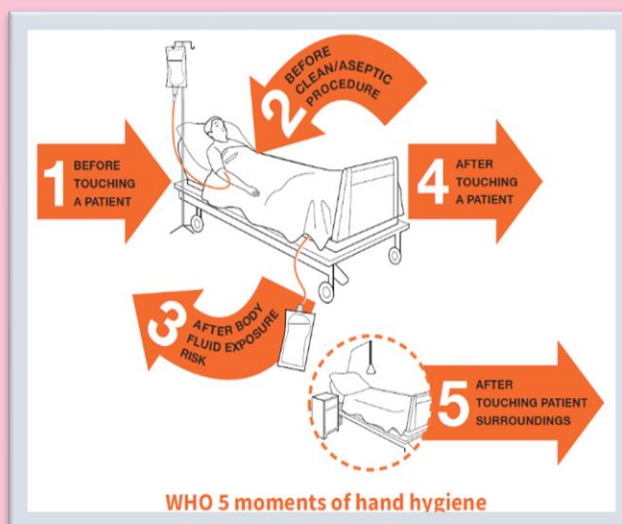 1 BEFORE
TOUCHING
A PATIENT
2 BEFORE
CLEAN/ASEPTIC
PROCEDURE
3 AFTER BODY
FLUID EXPOSURE
RISK
4 AFTER
TOUCHING
A PATIENT
5 AFTER
TOUCHING PATIENT
SURROUNDINGS
WHO 5 moments of hand hygiene